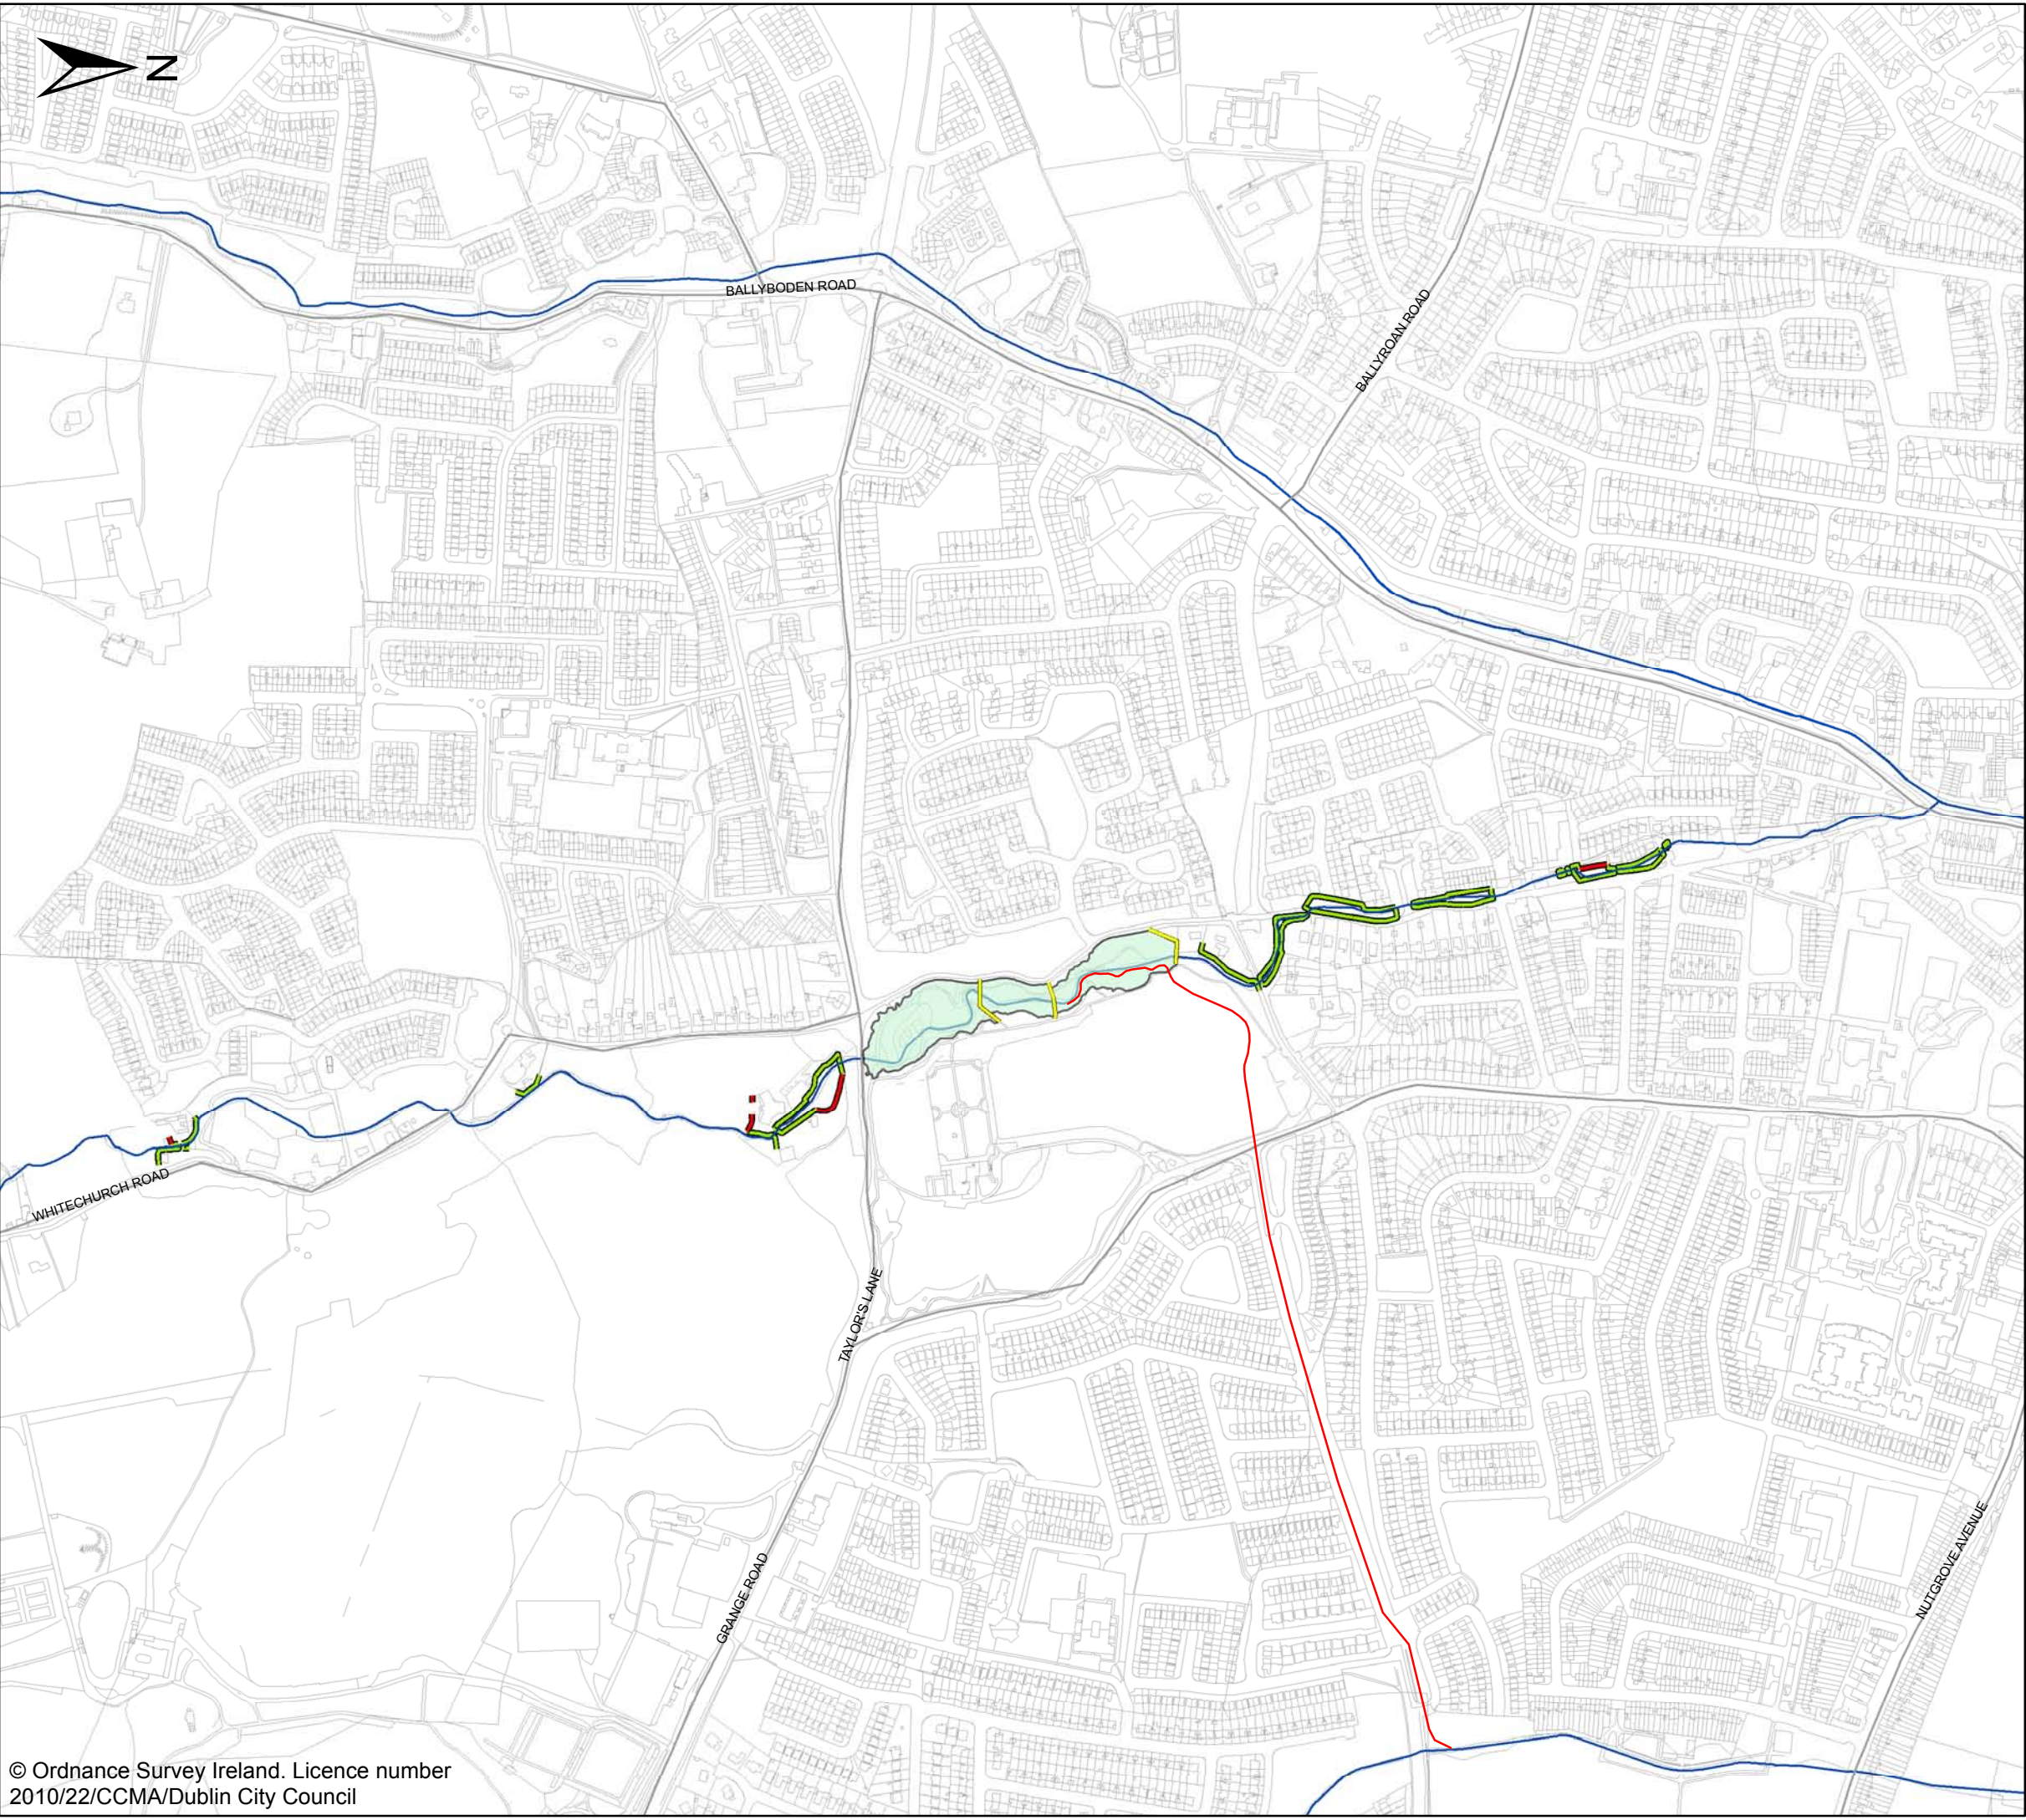 N
BALLYBODEN ROAD
BALLYROAN ROAD
WHITECHURCH ROAD
TAYLOR'S LANE
GRANGE ROAD
NUTGROVE AVENUE
© Ordnance Survey Ireland. Licence number
2010/22/CCMA/Dublin City Council